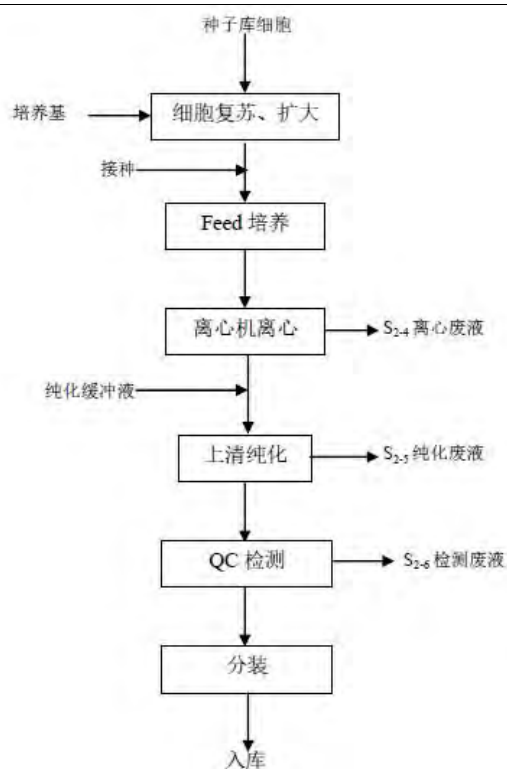 种子库细胞
培养基
细胞复苏、扩大
接种
Feed 培养
离心机离心
S2-4 离心废液
纯化缓冲液
上清纯化
S2-5 纯化废液
QC 检测
S2-6 检测废液
分装
入库